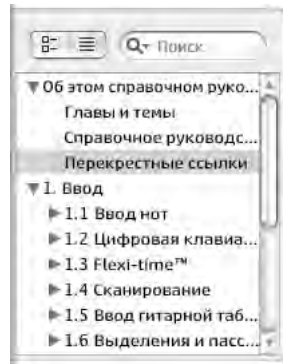 Поиск
Об этом справочном руко...
Главы и темы
Справочное руководс...
Перекрестные ссылки
1. Ввод
1.1 Ввод нот
1.2 Цифровая клавиа...
1.3 Flexi-time™
1.4 Сканирование
1.5 Ввод гитарной таб...
1.6 Выделения и пасс...